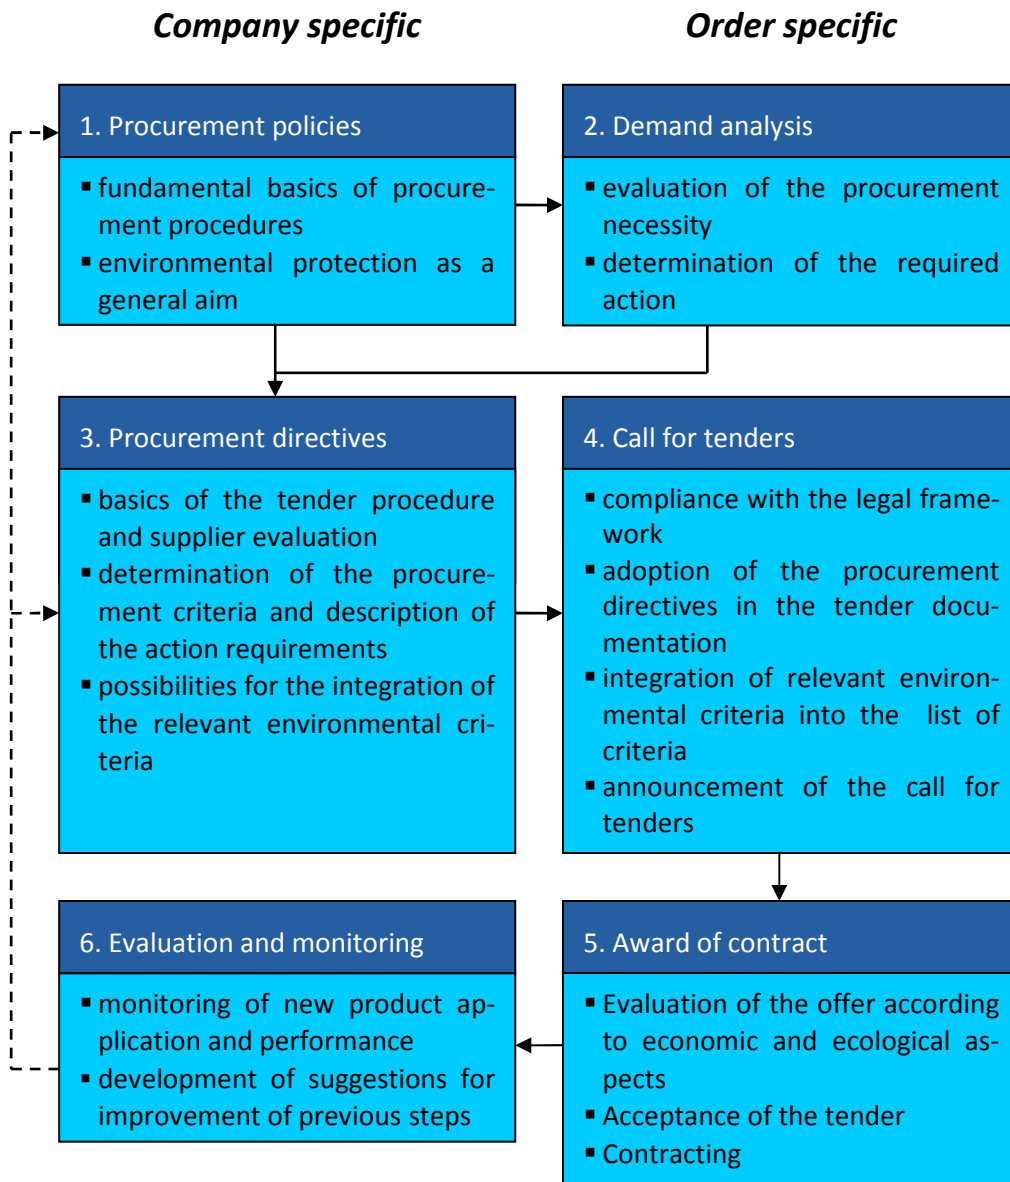 Company specific
Order specific
1. Procurement policies
▪ fundamental basics of procure-
ment procedures
▪ environmental protection as a
general aim
2. Demand analysis
▪ evaluation of the procurement
necessity
▪ determination of the required
action
3. Procurement directives
▪ basics of the tender procedure
and supplier evaluation
▪ determination of the procure-
ment criteria and description of
the action requirements
▪ possibilities for the integration of
the relevant environmental cri-
teria
4. Call for tenders
▪ compliance with the legal frame-
work
▪ adoption of the procurement
directives in the tender docu-
mentation
▪ integration of relevant environ-
mental criteria into the list of
criteria
▪ announcement of the call for
tenders
6. Evaluation and monitoring
▪ monitoring of new product ap-
plication and performance
▪ development of suggestions for
improvement of previous steps
5. Award of contract
▪ Evaluation of the offer according
to economic and ecological as-
pects
▪ Acceptance of the tender
▪ Contracting